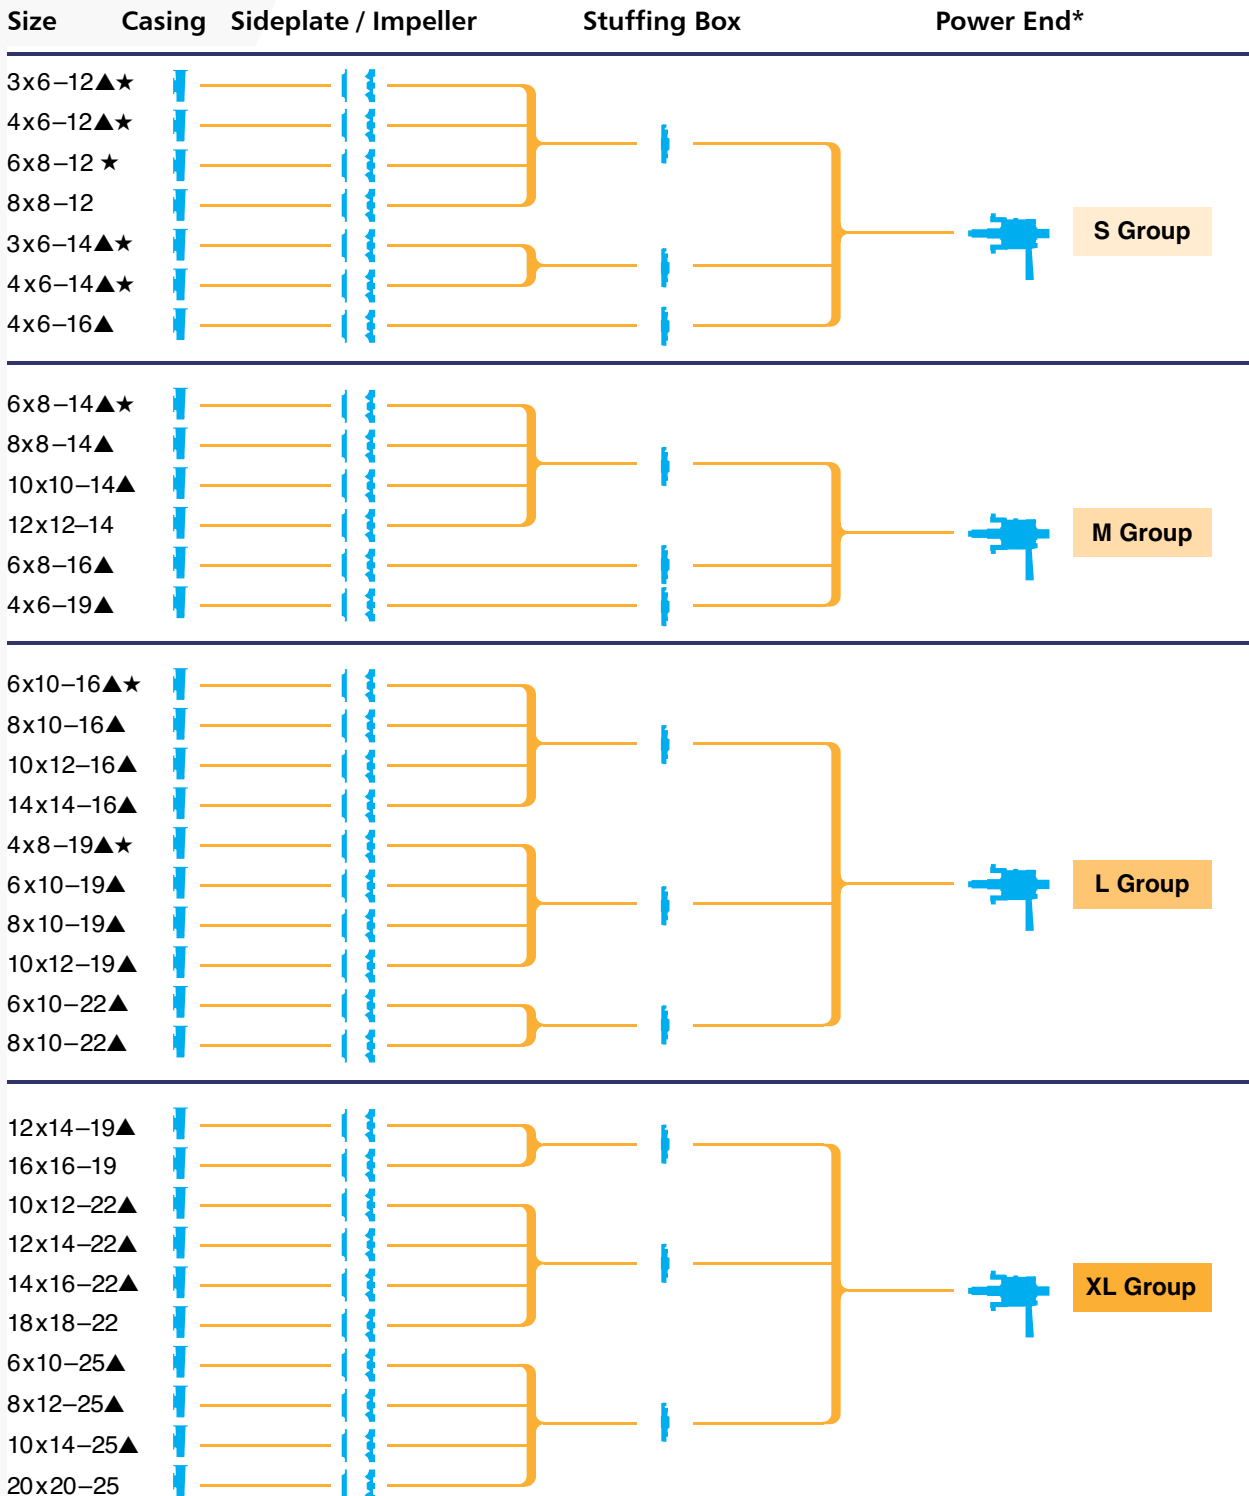 Size Casing Sideplate / Impeller Stuffing Box Power End*
3x6–12▲★
4x6–12▲★
6x8–12 ★
8x8–12
3x6–14▲★
4x6–14▲★
4x6–16▲
S Group
6x8–14▲★
8x8–14▲
10x10–14▲
12x12–14
6x8–16▲
4x6–19▲
M Group
6x10–16▲★
8x10–16▲
10x12–16▲
14x14–16▲
4x8–19▲★
6x10–19▲
8x10–19▲
10x12–19▲
6x10–22▲
8x10–22▲
L Group
12x14–19▲
16x16–19
10x12–22▲
12x14–22▲
14x16–22▲
18x18–22
6x10–25▲
8x12–25▲
10x14–25▲
20x20–25
XL Group